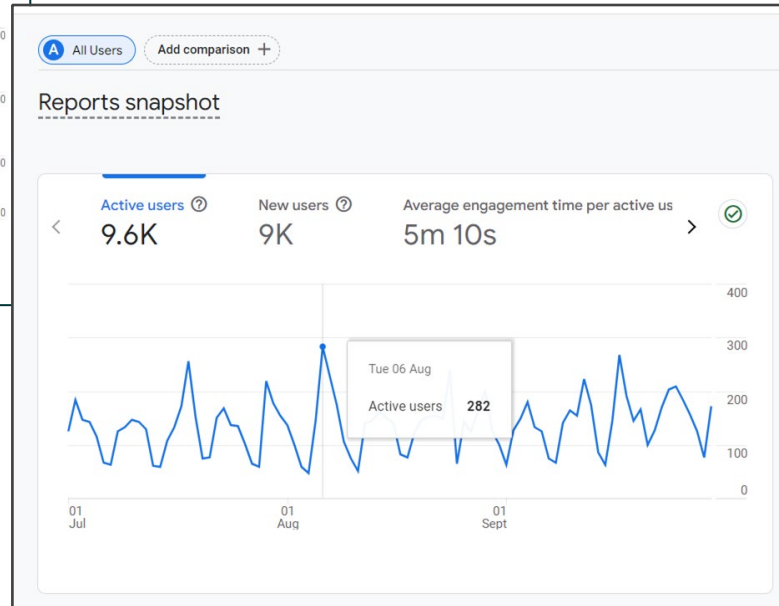 A All Users Add comparison +
Reports snapshot
Active users New users Average engagement time per active us
9.6K 9K 5m 10s
400
300
Tue 06 Aug
Active users 282
200
100
0
01 01 01
Jul Aug Sept